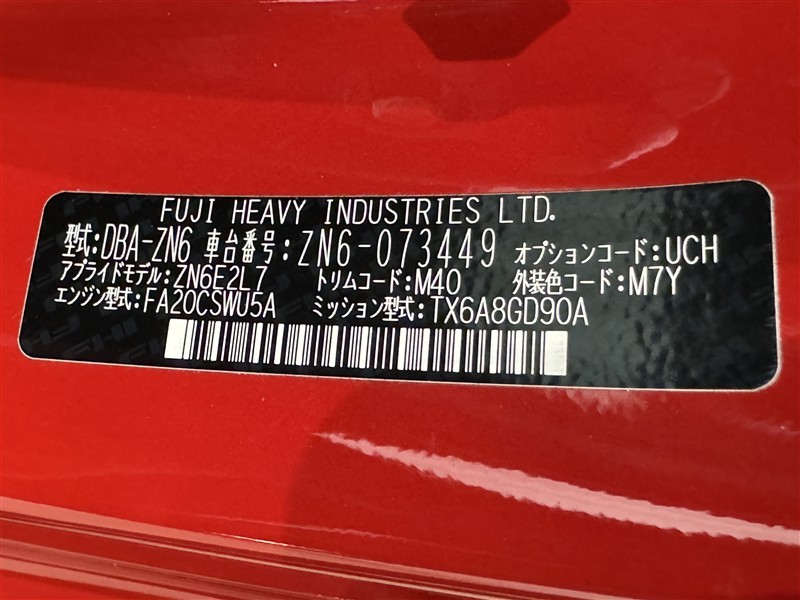 FUJI HEAVY INDUSTRIES LTD.
型式:DBA-ZN6 車台番号:ZN6-073449 オプションコード:UCH
アプライドモデル:ZN6E2L7 トリムコード:M40 外装色コード:M7Y
エンジン型式:FA20CSWU5A ミッション型式:TX6A8GD90A